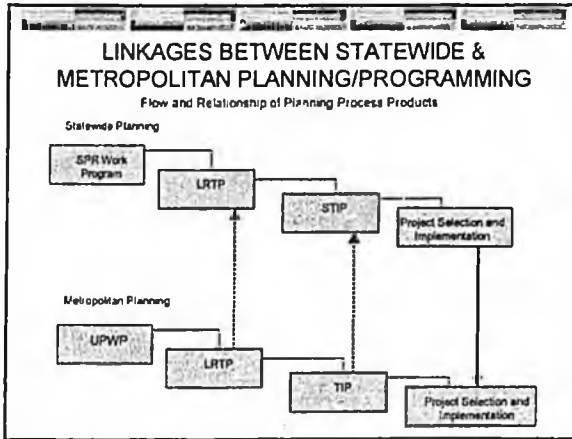 LINKAGES BETWEEN STATEWIDE &
METROPOLITAN PLANNING/PROGRAMMING
Flow and Relationship of Planning Process Products
Statewide Planning
SPR Work
Program
LRTP
STIP
Project Selection and
Implementation
Metropolitan Planning
UPWP
LRTP
TIP
Project Selection and
Implementation